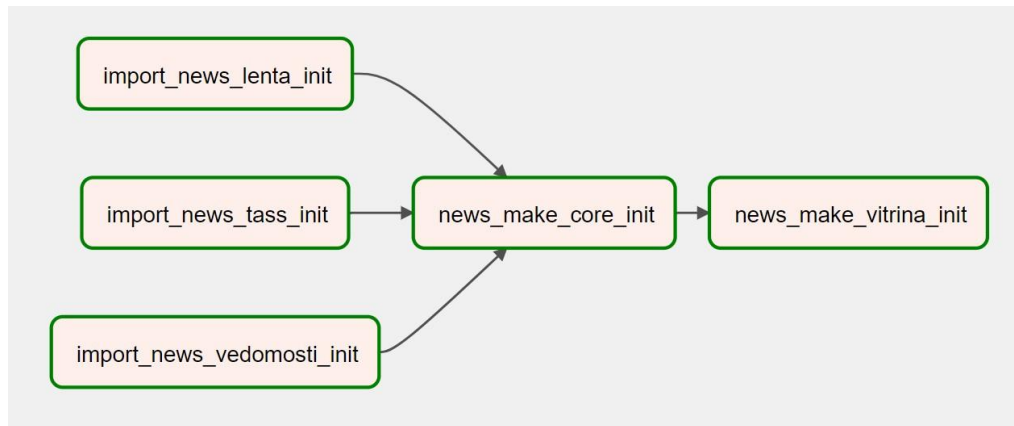 import_news_lenta_init
import_news_tass_init
news_make_core_init
news_make_vitrina_init
import_news_vedomosti_init